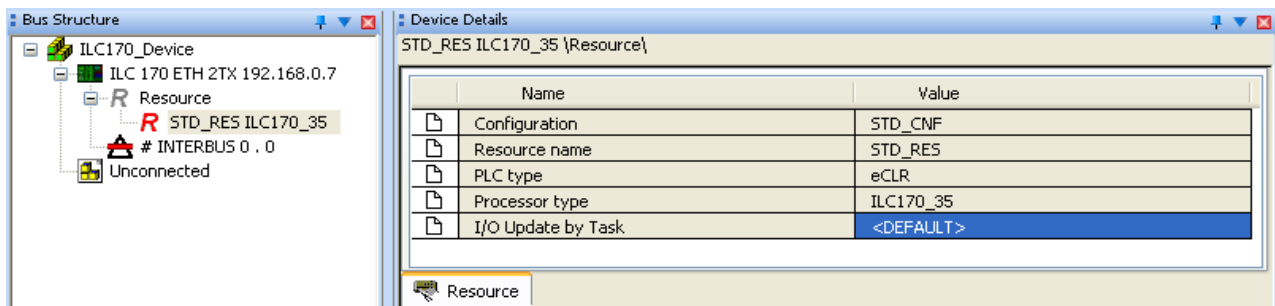 Bus Structure
ILC170_Device
ILC 170 ETH 2TX 192.168.0.7
R Resource
R STD_RES ILC170_35
# INTERBUS 0 . 0
Unconnected
Device Details
STD_RES ILC170_35 \Resource\
Name Value
Configuration STD_CNF
Resource name STD_RES
PLC type eCLR
Processor type ILC170_35
I/O Update by Task <DEFAULT>
Resource